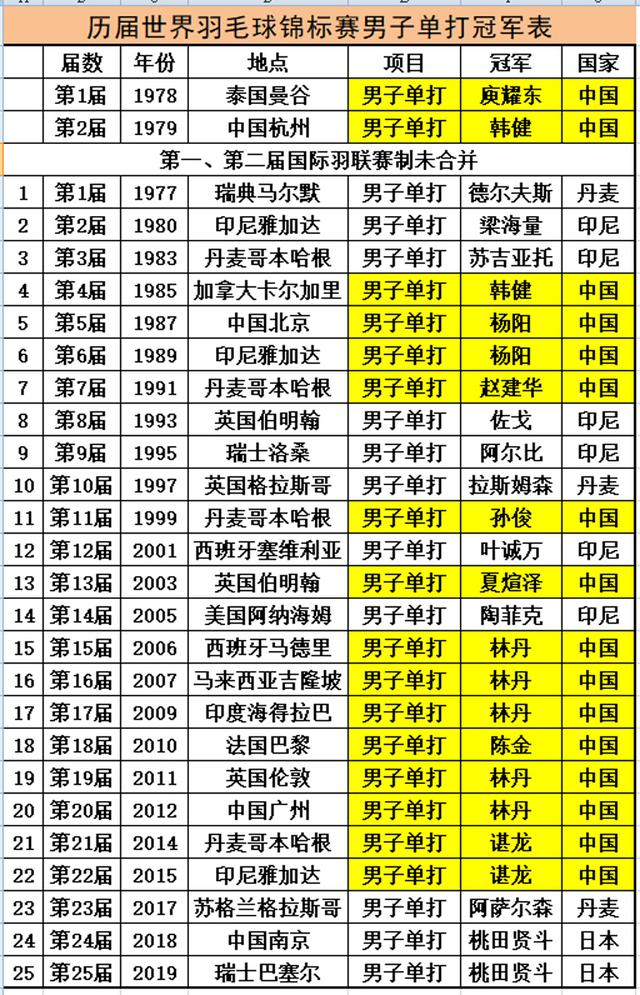 历届世界羽毛球锦标赛男子单打冠军表
届数 年份 地点 项目 冠军 国家
第1届 1978 泰国曼谷 男子单打 庾耀东 中国
第2届 1979 中国杭州 男子单打 韩健 中国
第一、第二届国际羽联赛制未合并
1 第1届 1977 瑞典马尔默 男子单打 德尔夫斯 丹麦
2 第2届 1980 印尼雅加达 男子单打 梁海量 印尼
3 第3届 1983 丹麦哥本哈根 男子单打 苏吉亚托 印尼
4 第4届 1985 加拿大卡尔加里 男子单打 韩健 中国
5 第5届 1987 中国北京 男子单打 杨阳 中国
6 第6届 1989 印尼雅加达 男子单打 杨阳 中国
7 第7届 1991 丹麦哥本哈根 男子单打 赵建华 中国
8 第8届 1993 英国伯明翰 男子单打 佐戈 印尼
9 第9届 1995 瑞士洛桑 男子单打 阿尔比 印尼
10 第10届 1997 英国格拉斯哥 男子单打 拉斯姆森 丹麦
11 第11届 1999 丹麦哥本哈根 男子单打 孙俊 中国
12 第12届 2001 西班牙塞维利亚 男子单打 叶诚万 印尼
13 第13届 2003 英国伯明翰 男子单打 夏煊泽 中国
14 第14届 2005 美国阿纳海姆 男子单打 陶菲克 印尼
15 第15届 2006 西班牙马德里 男子单打 林丹 中国
16 第16届 2007 马来西亚吉隆坡 男子单打 林丹 中国
17 第17届 2009 印度海得拉巴 男子单打 林丹 中国
18 第18届 2010 法国巴黎 男子单打 陈金 中国
19 第19届 2011 英国伦敦 男子单打 林丹 中国
20 第20届 2012 中国广州 男子单打 林丹 中国
21 第21届 2014 丹麦哥本哈根 男子单打 谌龙 中国
22 第22届 2015 印尼雅加达 男子单打 谌龙 中国
23 第23届 2017 苏格兰格拉斯哥 男子单打 阿萨尔森 丹麦
24 第24届 2018 中国南京 男子单打 桃田贤斗 日本
25 第25届 2019 瑞士巴塞尔 男子单打 桃田贤斗 日本